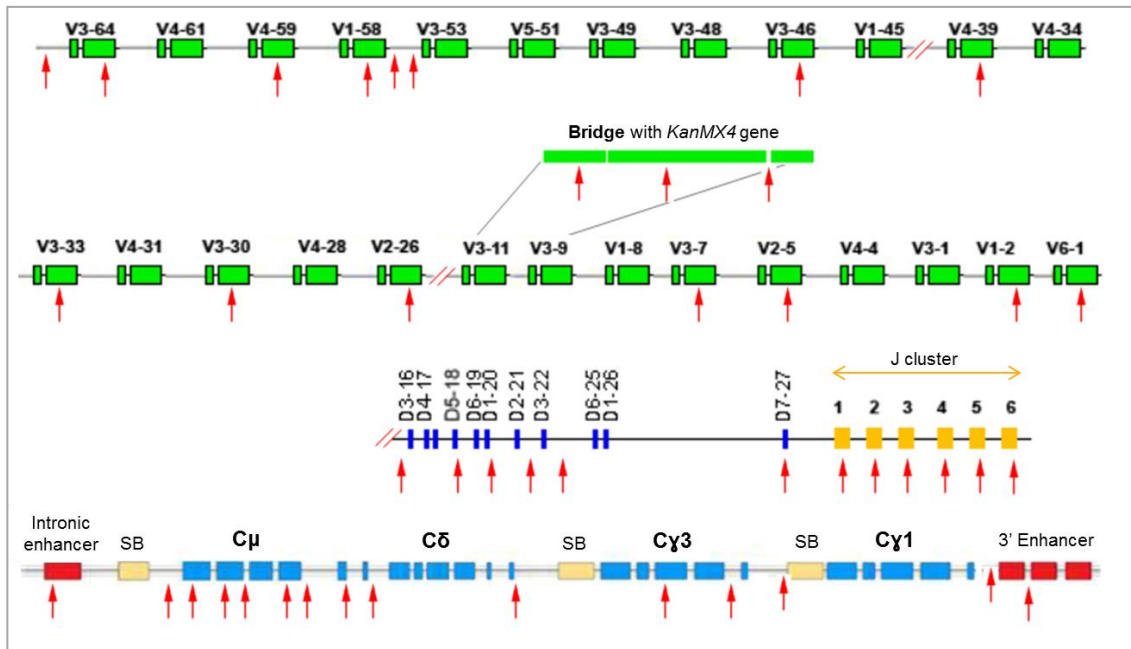 V3-64 V4-61 V4-59 V1-58 V3-53 V5-51 V3-49 V3-48 V3-46 V1-45 V4-39 V4-34
Bridge with KanMX4 gene
V3-33 V4-31 V3-30 V4-28 V2-26 V3-11 V3-9 V1-8 V3-7 V2-5 V4-4 V3-1 V1-2 V6-1
J cluster
D3-16 D4-17 D5-18 D6-19 D1-20 D2-21 D3-22 D6-25 D1-26 D7-27 1 2 3 4 5 6
Intronic
enhancer SB Cμ Cδ SB Cɣ3 SB Cɣ1 3' Enhancer